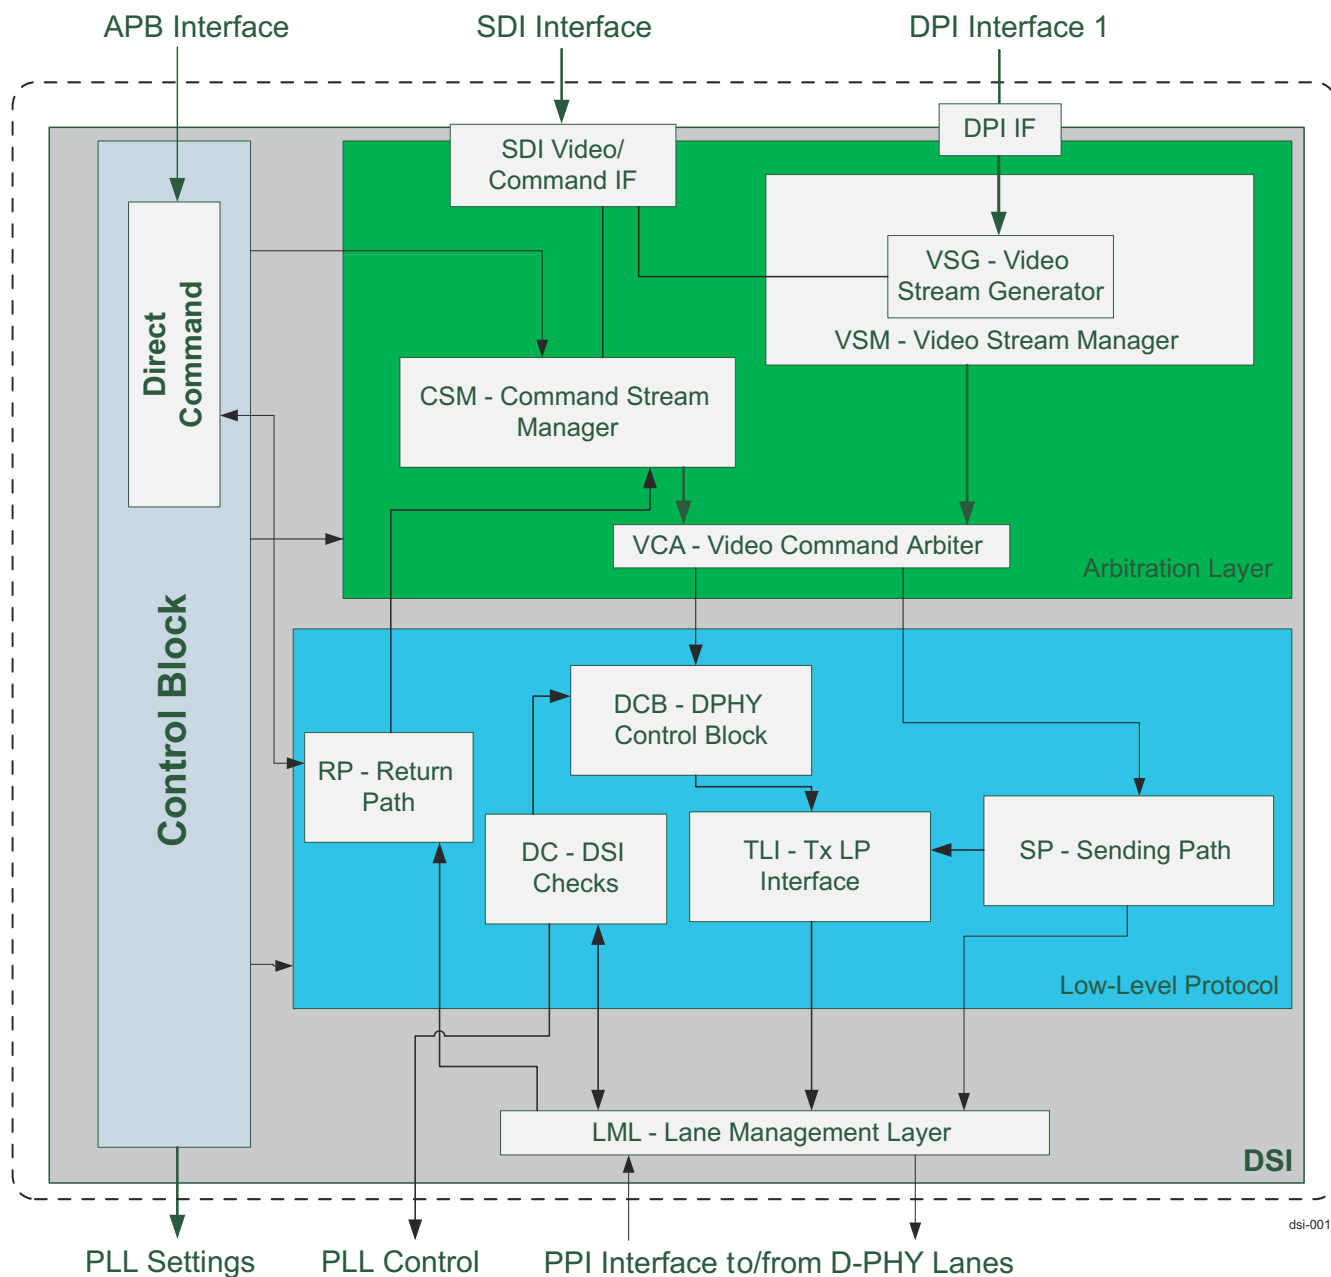 APB Interface
SDI Interface
DPI Interface 1
DPI IF
SDI Video/
Command IF
VSG - Video
Stream Generator
VSM - Video Stream Manager
Direct
Command
CSM - Command Stream
Manager
VCA - Video Command Arbiter
Arbitration Layer
Control Block
DCB - DPHY
Control Block
RP - Return
Path
DC - DSI
Checks
TLI - Tx LP
Interface
SP - Sending Path
Low-Level Protocol
LML - Lane Management Layer
DSI
dsi-001
PLL Settings
PLL Control
PPI Interface to/from D-PHY Lanes